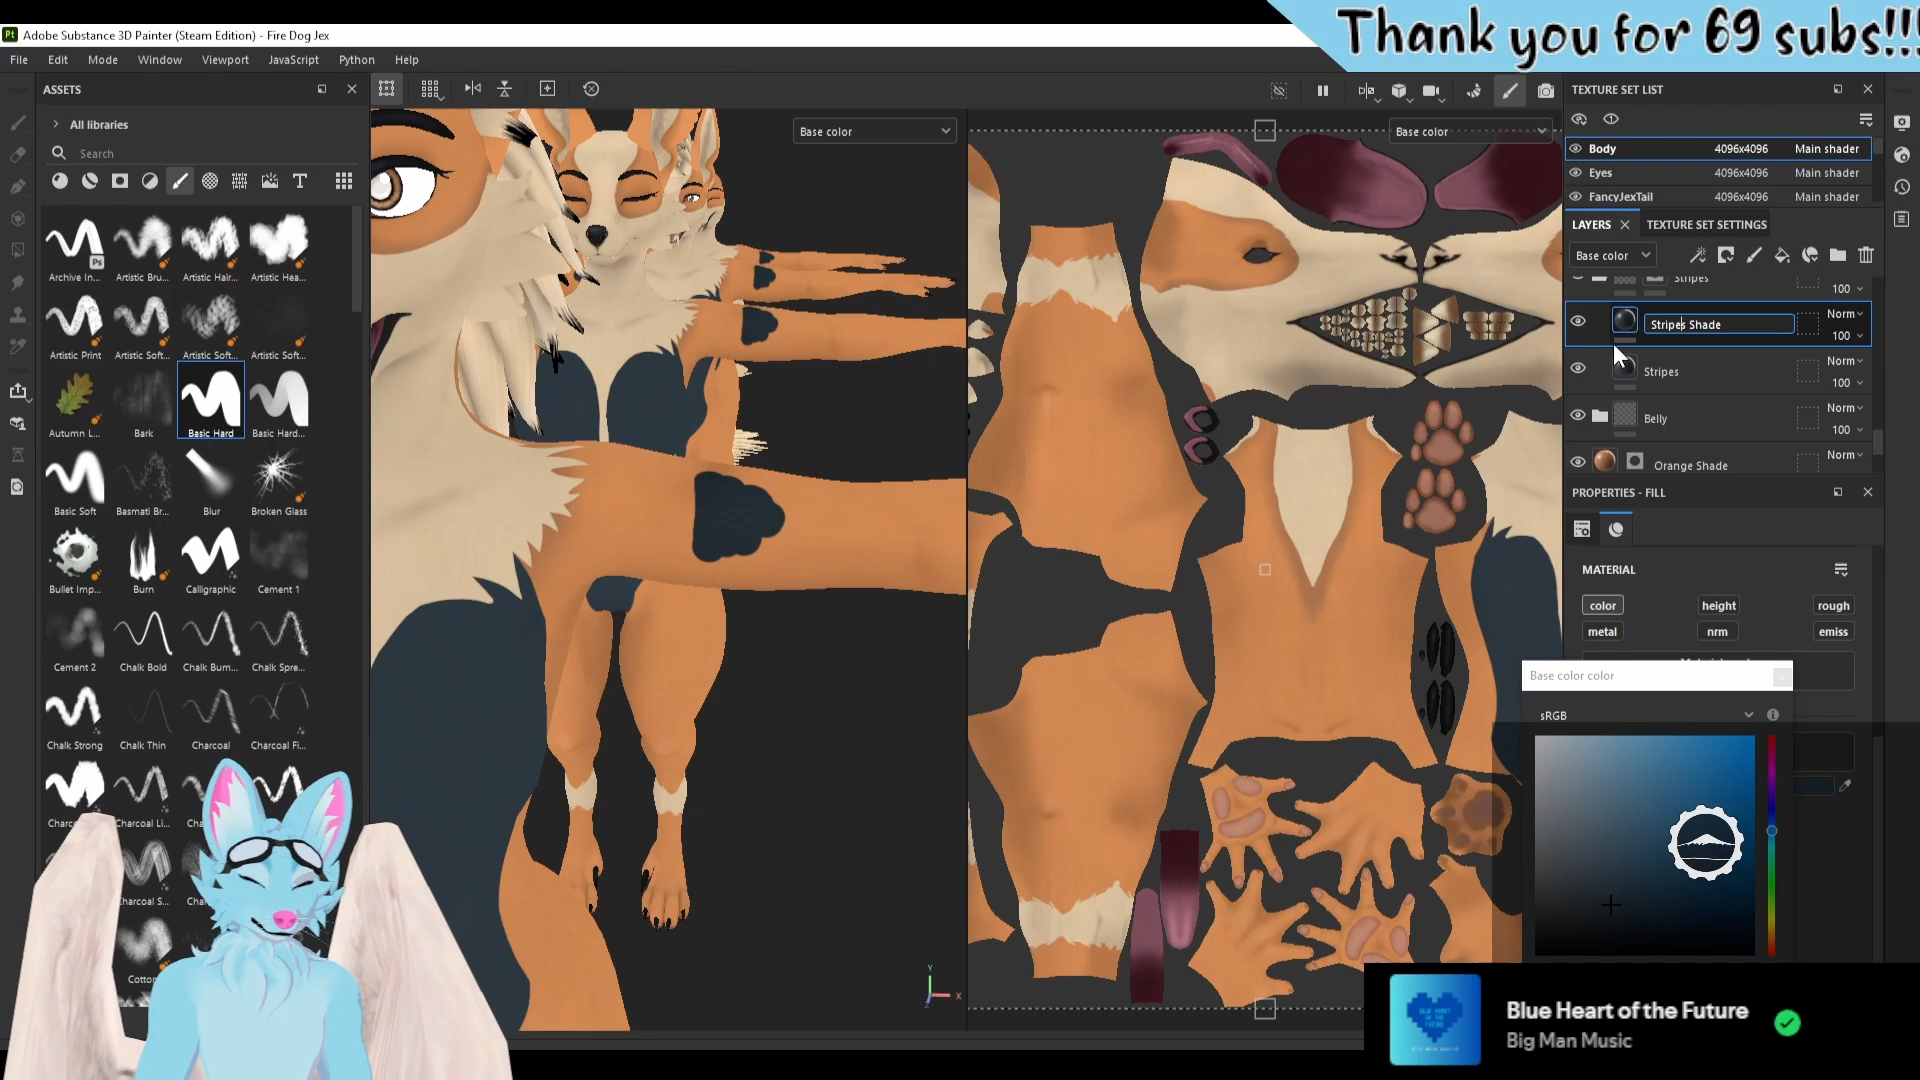 Thank you for 69 subs!!!
Adobe Substance 3D Painter (Steam Edition) - Fire Dog Jex
File Edit Mode Window Viewport JavaScript Python Help
ASSETS
All libraries
Search
Archive In...
Artistic Bru...
Artistic Hair...
Artistic Hea...
Artistic Print
Artistic Soft...
Artistic Soft...
Artistic Soft...
Autumn L...
Bark
Basic Hard
Basic Hard...
Basic Soft
Basmati Br...
Blur
Broken Glass
Bullet Imp...
Burn
Calligraphic
Cement 1
Cement 2
Chalk Bold
Chalk Bum...
Chalk Spre...
Chalk Strong
Chalk Thin
Charcoal
Charcoal Fi...
Charcoal Li...
Charcoal S...
Base color
Base color
TEXTURE SET LIST
Body 4096x4096 Main shader
Eyes 4096x4096 Main shader
FancyJexTail 4096x4096 Main shader
LAYERS TEXTURE SET SETTINGS
Base color
Stripes
100
Stripes Shade Norm
100
Stripes Norm
100
Belly Norm
100
Orange Shade Norm
PROPERTIES - FILL
MATERIAL
color height rough
metal nrm emiss
Base color color
sRGB
Y
X
Blue Heart of the Future
Big Man Music